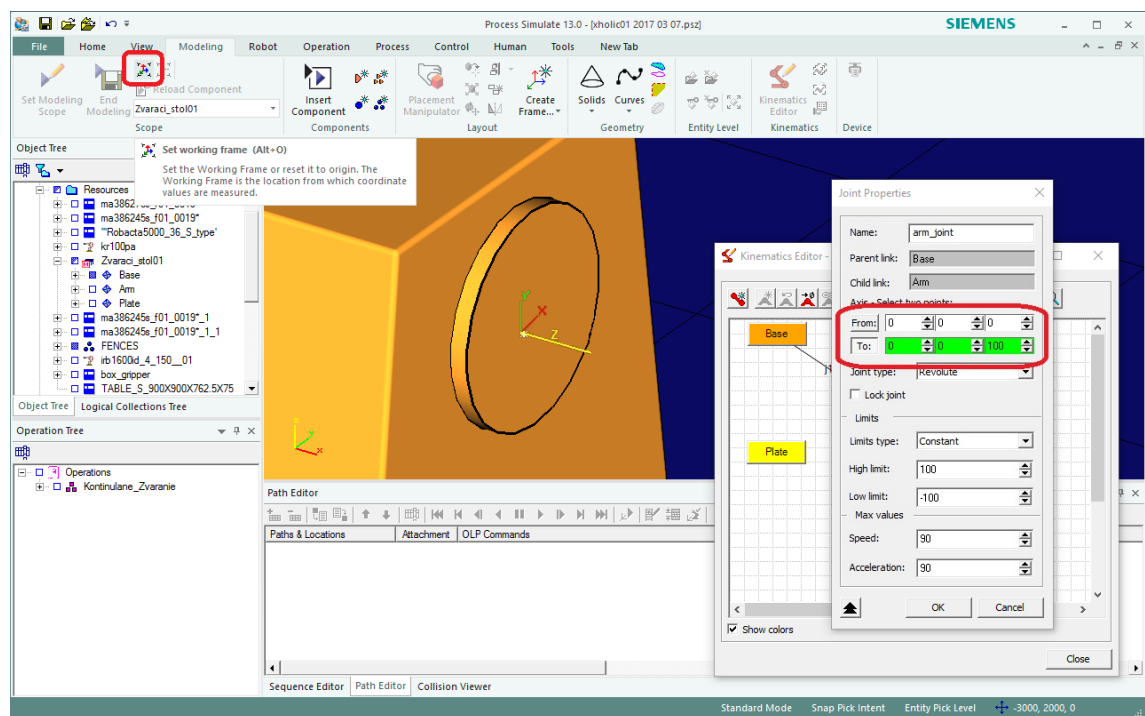 Process Simulate 13.0 - [xholic01 2017 03 07.psz]
SIEMENS
File Home View Modeling Robot Operation Process Control Human Tools New Tab
Set Modeling Scope
End Modeling
Reload Component
Zvaraci_stol01
Scope
Insert Component
Components
Placement Manipulator
Create Frame...
Layout
Solids
Curves
Geometry
Entity Level
Kinematics Editor
Kinematics
Device
Object Tree
Set working frame (Alt+O)
Set the Working Frame or reset it to origin. The
Working Frame is the location from which coordinate
values are measured.
Resources
ma386245s_f01_0019*
'"Robacta5000_36_S_type'
kr100pa
Zvaraci_stol01
Base
Arm
Plate
ma386245s_f01_0019*_1
ma386245s_f01_0019*_1_1
FENCES
irb1600id_4_150__01
box_gripper
TABLE_S_900X900X762.5X75
Object Tree Logical Collections Tree
Operation Tree
Operations
Kontinulane_Zvaranie
Y
X
Z
y
x
Path Editor
Paths & Locations Attachment OLP Commands
Sequence Editor Path Editor Collision Viewer
Kinematics Editor -
Base
Plate
Show colors
Close
Joint Properties
Name: arm_joint
Parent link: Base
Child link: Arm
Axis - Select two points:
From: 0 0 0
To: 0 0 100
Joint type: Revolute
Lock joint
Limits
Limits type: Constant
High limit: 100
Low limit: -100
Max values
Speed: 90
Acceleration: 90
OK Cancel
Standard Mode Snap Pick Intent Entity Pick Level -3000, 2000, 0